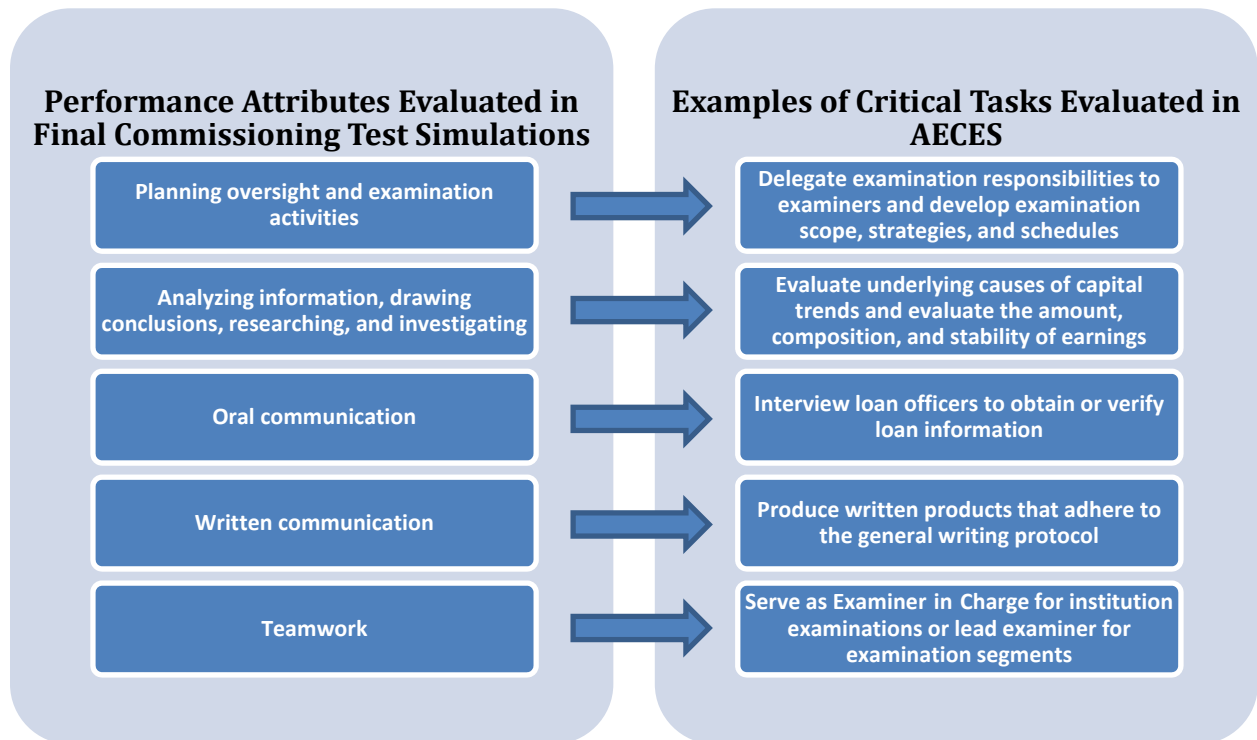 Performance Attributes Evaluated in
Final Commissioning Test Simulations
Planning oversight and examination
activities
Analyzing information, drawing
conclusions, researching, and investigating
Oral communication
Written communication
Teamwork
Examples of Critical Tasks Evaluated in
AECES
Delegate examination responsibilities to
examiners and develop examination
scope, strategies, and schedules
Evaluate underlying causes of capital
trends and evaluate the amount,
composition, and stability of earnings
Interview loan officers to obtain or verify
loan information
Produce written products that adhere to
the general writing protocol
Serve as Examiner in Charge for institution
examinations or lead examiner for
examination segments